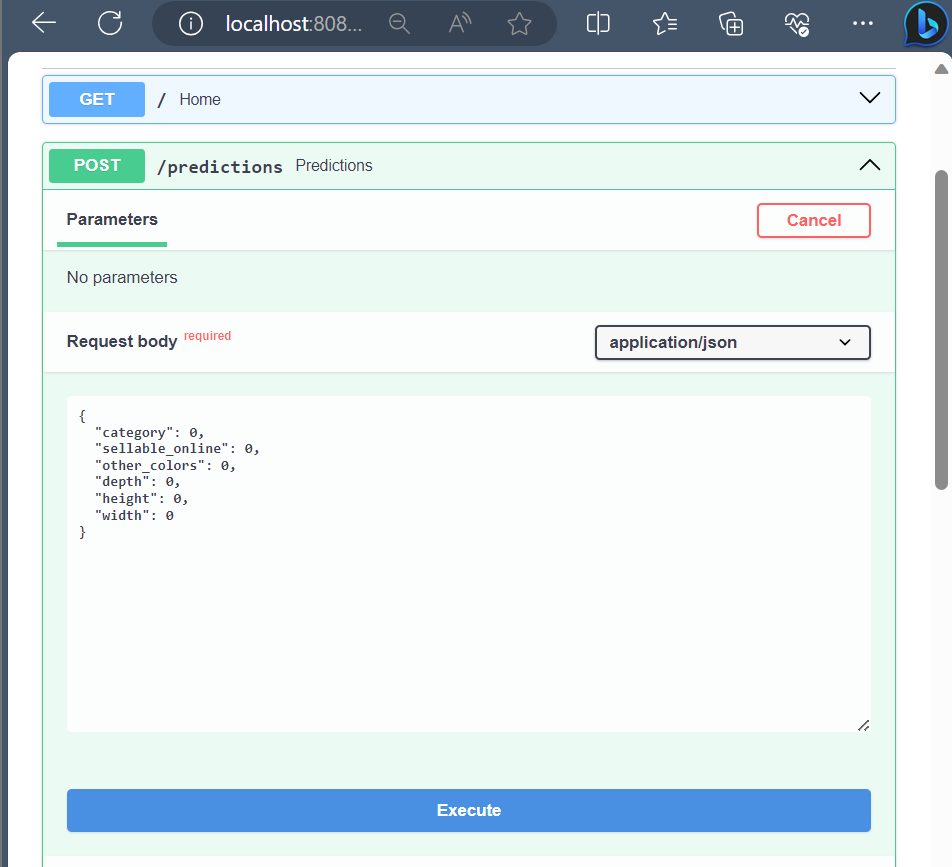 localhost:808...
GET / Home
POST /predictions Predictions
Parameters
Cancel
No parameters
Request body required
application/json
{
  "category": 0,
  "sellable_online": 0,
  "other_colors": 0,
  "depth": 0,
  "height": 0,
  "width": 0
}
Execute